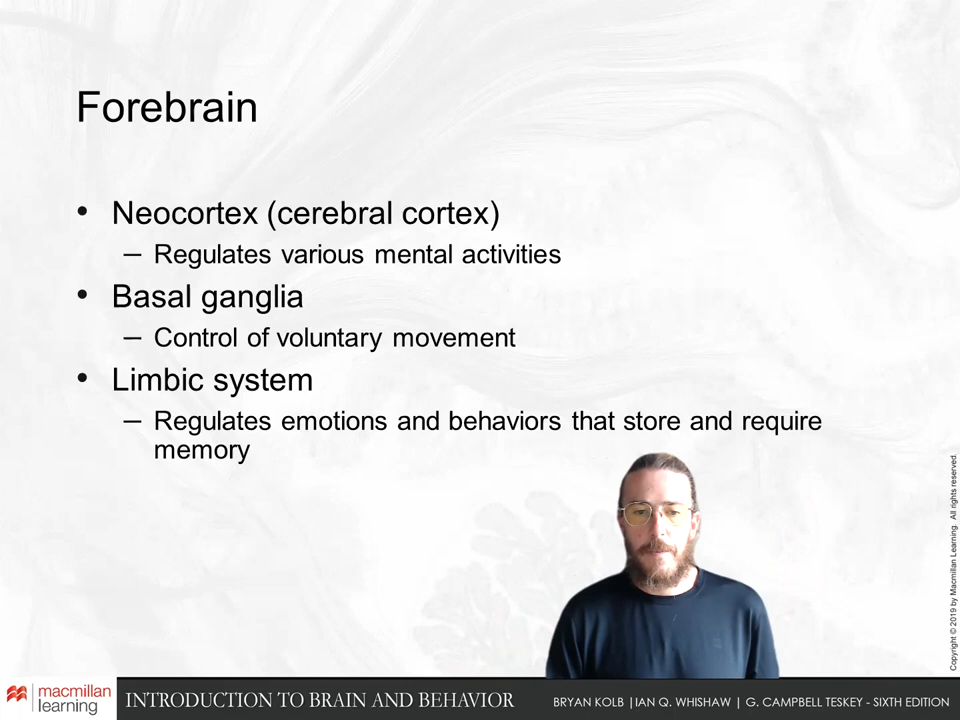 Forebrain
• Neocortex (cerebral cortex)
– Regulates various mental activities
• Basal ganglia
– Control of voluntary movement
• Limbic system
– Regulates emotions and behaviors that store and require
memory
Copyright © 2019 by Macmillan Learning. All rights reserved.
macmillan
learning
INTRODUCTION TO BRAIN AND BEHAVIOR
BRYAN KOLB |IAN Q. WHISHAW | G. CAMPBELL TESKEY - SIXTH EDITION